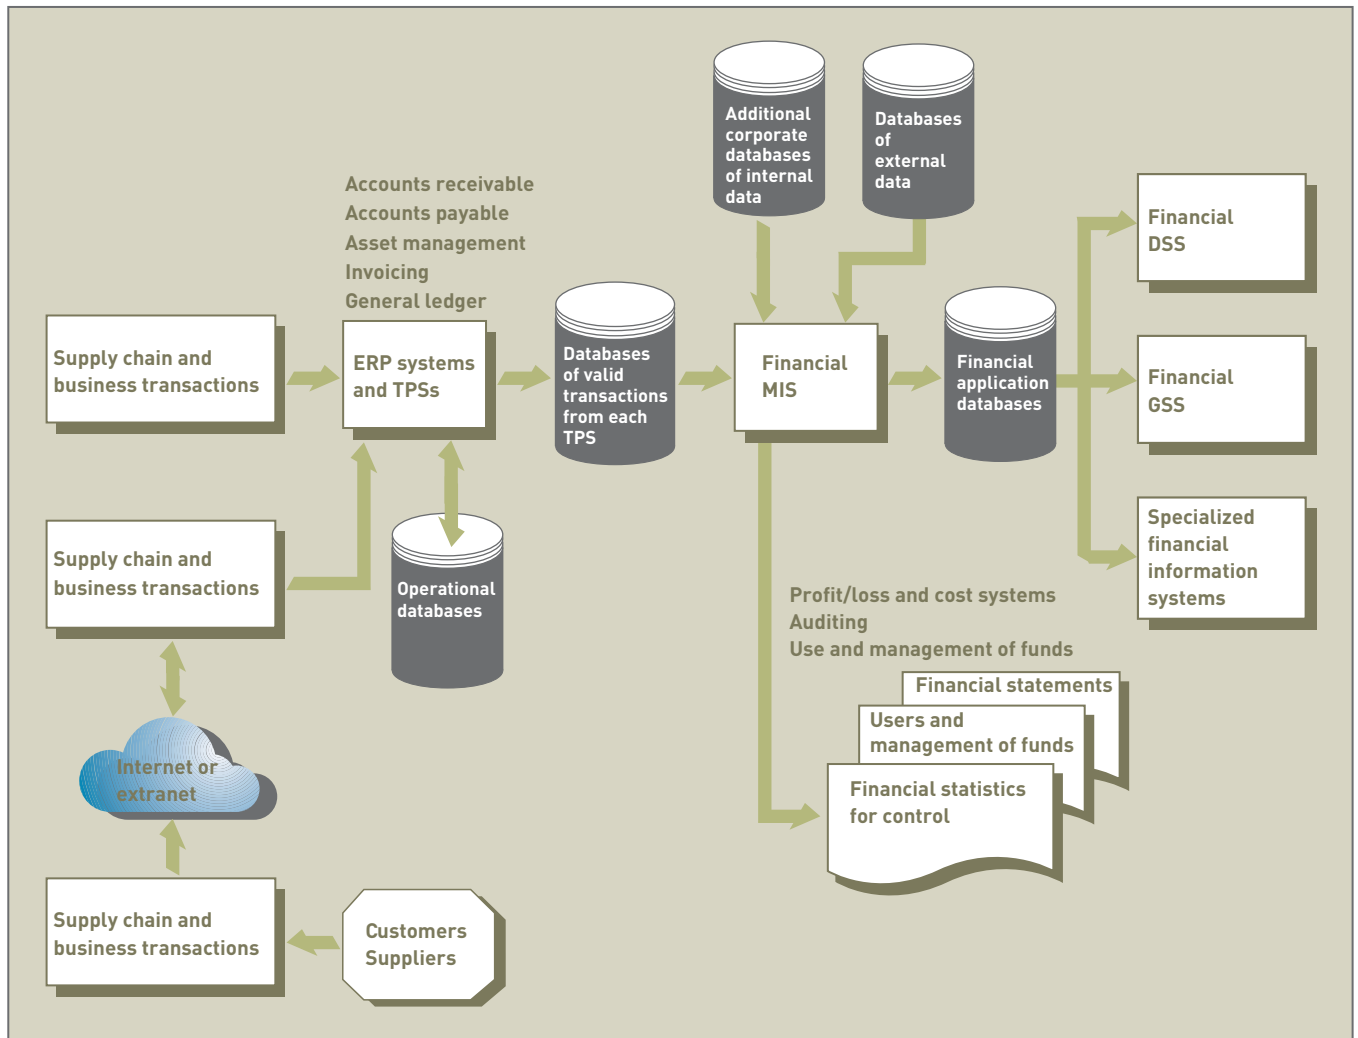 Additional
corporate
databases
of internal
data
Databases
of
external
data
Accounts receivable
Accounts payable
Asset management
Invoicing
General ledger
Financial
DSS
Supply chain and
business transactions
ERP systems
and TPSs
Databases
of valid
transactions
from each
TPS
Financial
MIS
Financial
application
databases
Financial
GSS
Supply chain and
business transactions
Operational
databases
Specialized
financial
information
systems
Profit/loss and cost systems
Auditing
Use and management of funds
Financial statements
Users and
management of funds
Financial statistics
for control
Internet or
extranet
Supply chain and
business transactions
Customers
Suppliers